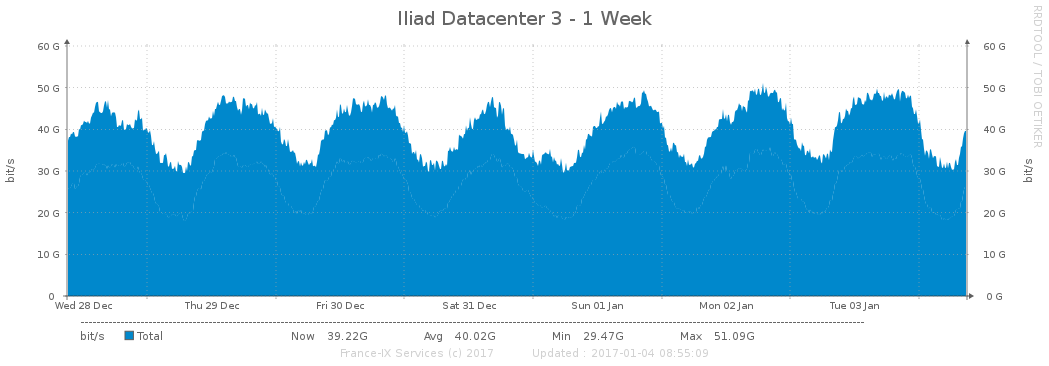 Iliad Datacenter 3 - 1 Week
RRDTOOL / TOBI OETIKER
60 G 60 G
50 G 50 G
40 G 40 G
30 G 30 G
20 G 20 G
10 G 10 G
0 0 G
bit/s bit/s
Wed 28 Dec Thu 29 Dec Fri 30 Dec Sat 31 Dec Sun 01 Jan Mon 02 Jan Tue 03 Jan
bit/s Total Now 39.22G Avg 40.02G Min 29.47G Max 51.09G
France-IX Services (c) 2017 Updated : 2017-01-04 08:55:09